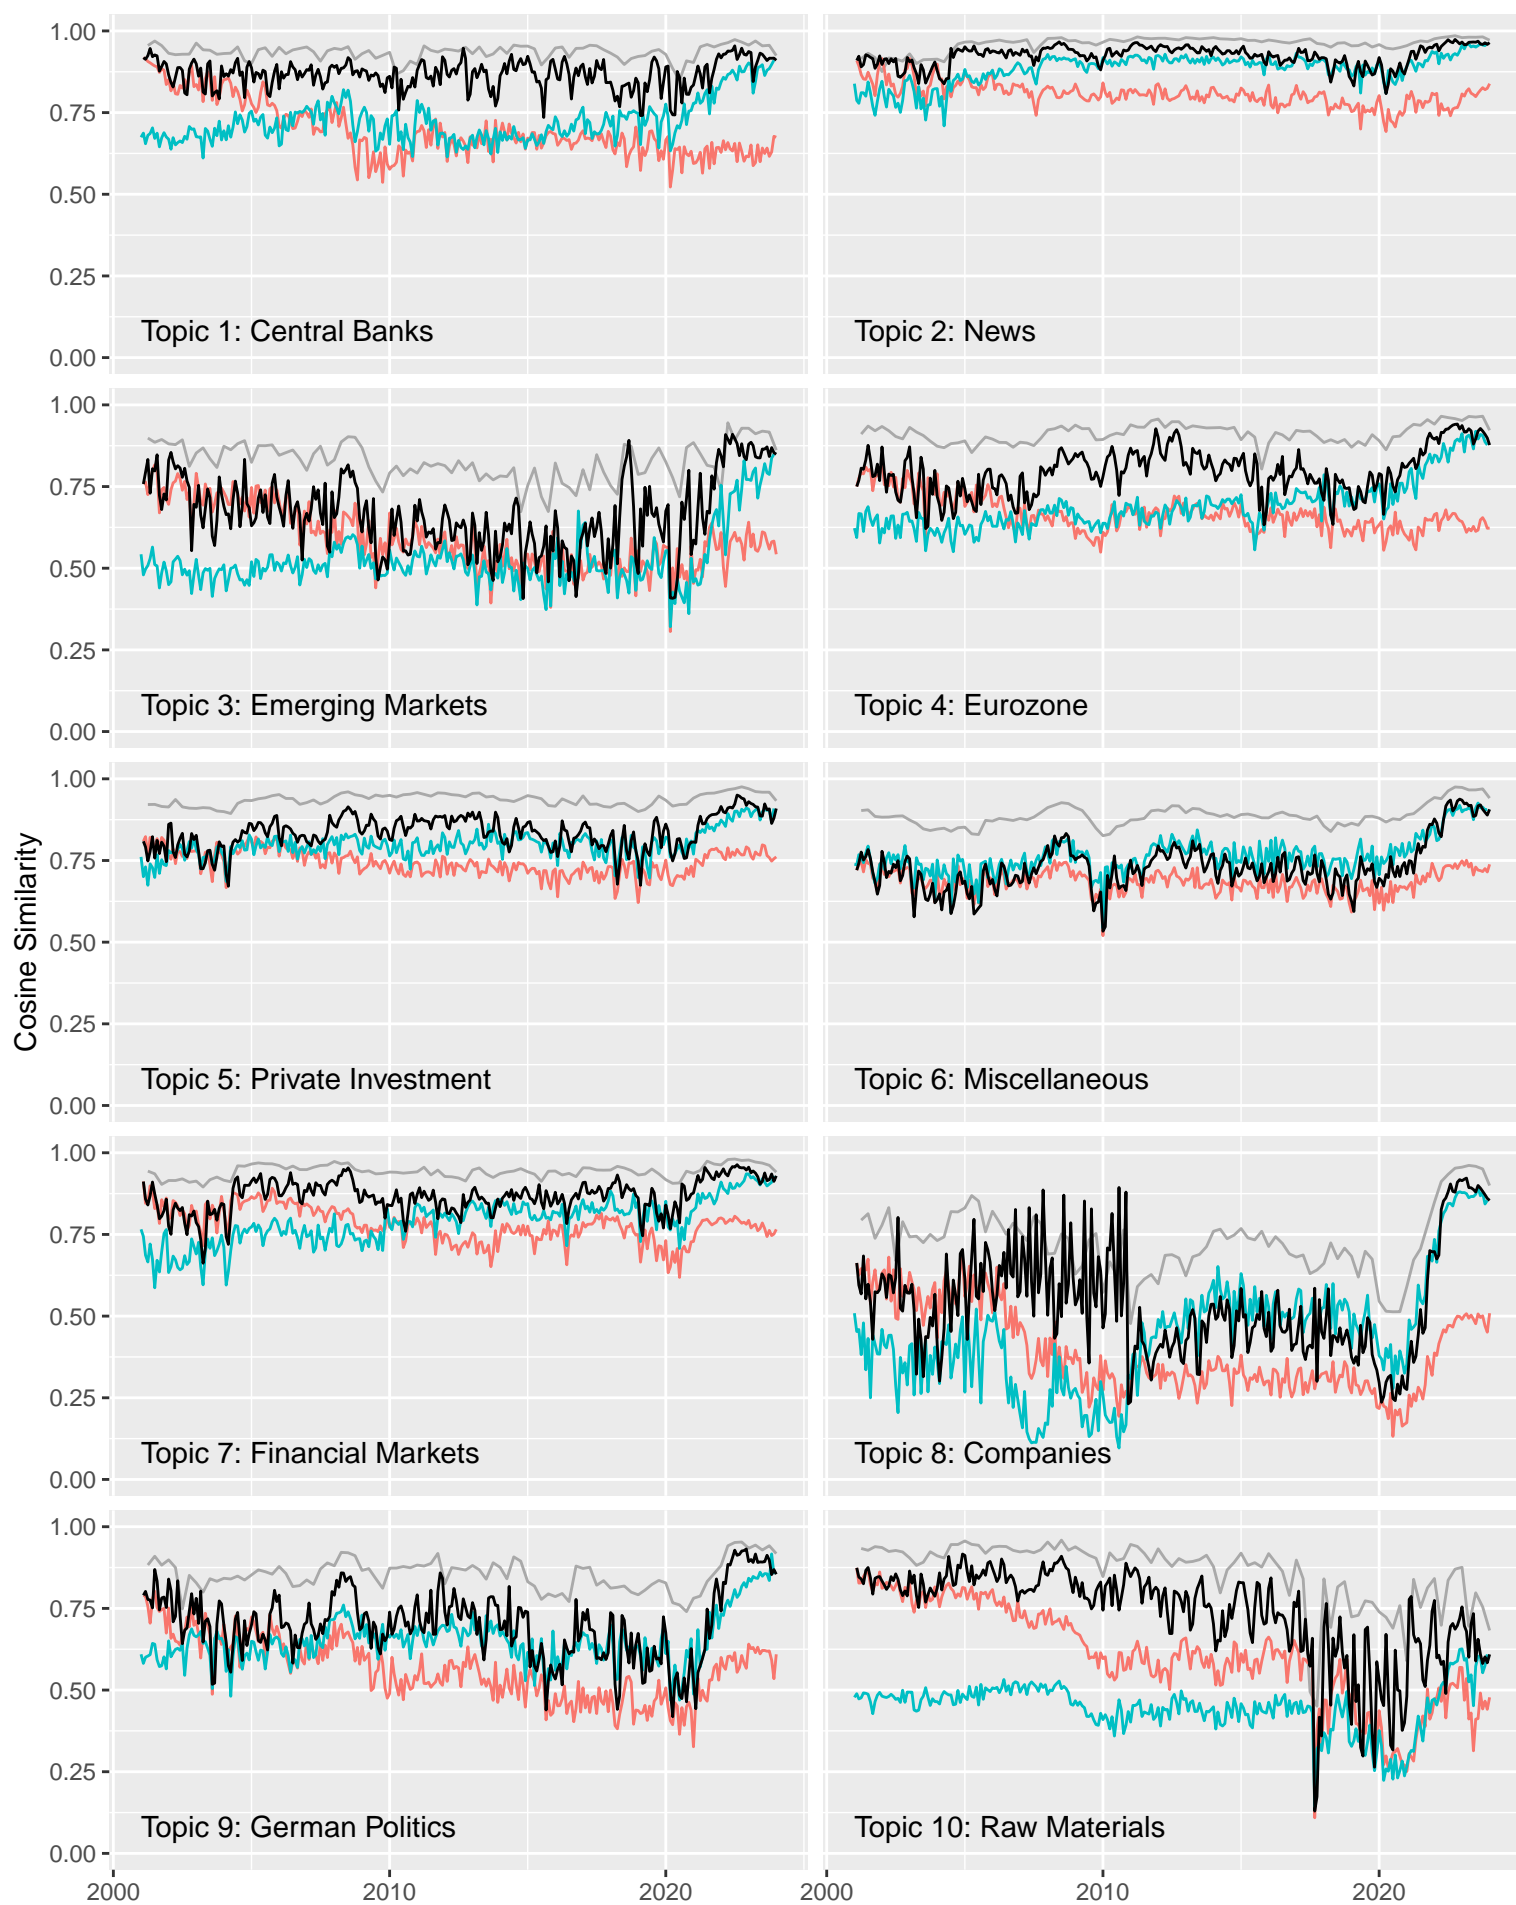 Cosine Similarity
1.00
0.75
0.50
0.25
0.00
Topic 1: Central Banks
Topic 2: News
1.00
0.75
0.50
0.25
0.00
Topic 3: Emerging Markets
Topic 4: Eurozone
1.00
0.75
0.50
0.25
0.00
Topic 5: Private Investment
Topic 6: Miscellaneous
1.00
0.75
0.50
0.25
0.00
Topic 7: Financial Markets
Topic 8: Companies
1.00
0.75
0.50
0.25
0.00
Topic 9: German Politics
Topic 10: Raw Materials
2000 2010 2020 2000 2010 2020